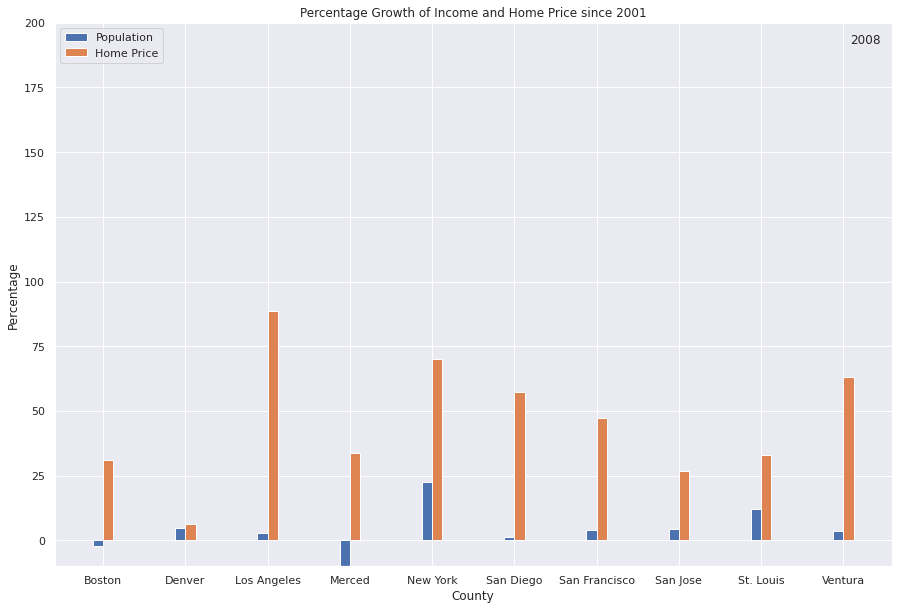 Percentage Growth of Income and Home Price since 2001
Population
Home Price
2008
200
175
150
125
100
75
50
25
0
Percentage
Boston Denver Los Angeles Merced New York San Diego San Francisco San Jose St. Louis Ventura
County